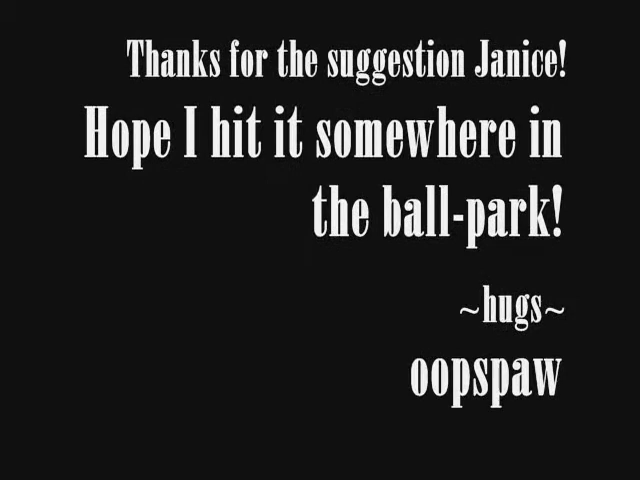 Thanks for the suggestion Janice!
Hope I hit it somewhere in
the ball-park!
~hugs~
oopspaw